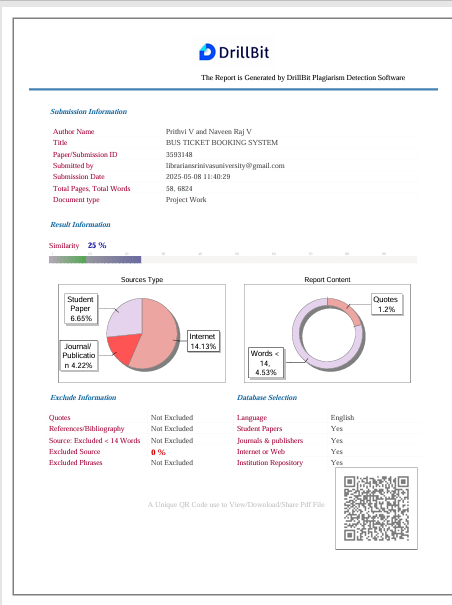 DrillBit
The Report is Generated by DrillBit Plagiarism Detection Software
Submission Information
Author Name Prithvi V and Naveen Raj V
Title BUS TICKET BOOKING SYSTEM
Paper/Submission ID 3593148
Submitted by librariansrinivasuniversity@gmail.com
Submission Date 2025-05-08 11:40:29
Total Pages, Total Words 58, 6824
Document type Project Work
Result Information
Similarity 25 %
Sources Type
Student
Paper
6.65%
Journal/
Publicatio
n 4.22%
Internet
14.13%
Report Content
Quotes
1.2%
Words <
14,
4.53%
Exclude Information
Quotes Not Excluded
References/Bibliography Not Excluded
Source: Excluded < 14 Words Not Excluded
Excluded Source 0 %
Excluded Phrases Not Excluded
Database Selection
Language English
Student Papers Yes
Journals & publishers Yes
Internet or Web Yes
Institution Repository Yes
A Unique QR Code use to View/Download/Share Pdf File